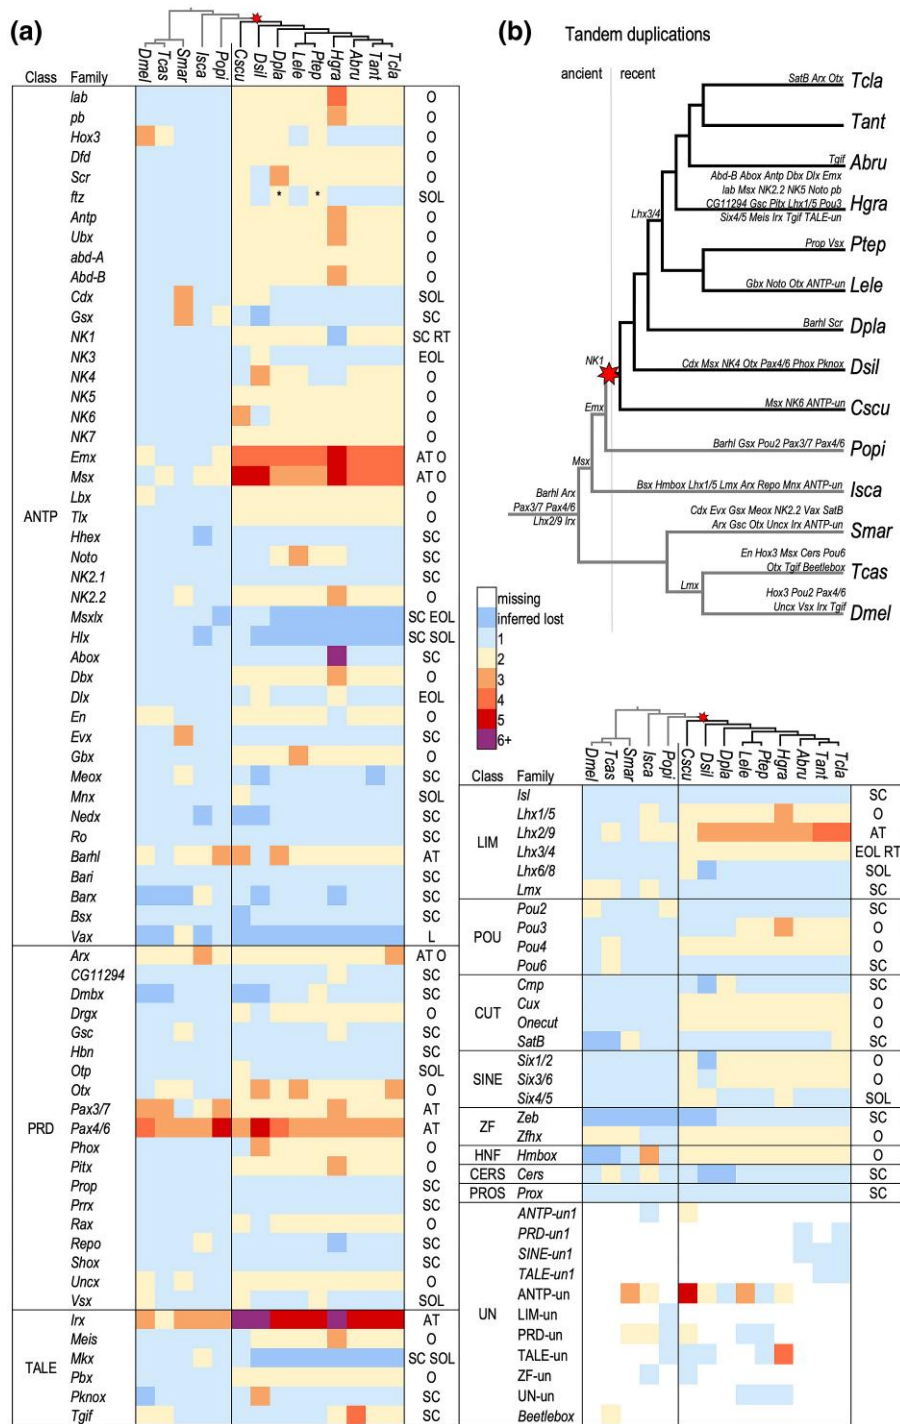 (a)
Dmel Tcas Smar Isca Popi Cscu Dsil Dpla Lele Ptep Hgra Abru Tant Tcla
Class Family
ANTP
lab O
pb O
Hox3 O
Dfd O
Scr O
ftz * * SOL
Antp O
Ubx O
abd-A O
Abd-B O
Cdx SOL
Gsx SC
NK1 SC RT
NK3 EOL
NK4 O
NK5 O
NK6 O
NK7 O
Emx AT O
Msx AT O
Lbx O
Tlx O
Hhex SC
Noto SC
NK2.1 SC
NK2.2 O
Msxlx SC EOL
Hlx SC SOL
Abox SC
Dbx O
Dlx EOL
En O
Evx SC
Gbx O
Meox SC
Mnx SOL
Nedx SC
Ro SC
Barhl AT
Bari SC
Barx SC
Bsx SC
Vax L
PRD
Arx AT O
CG11294 SC
Dmbx SC
Drgx O
Gsc SC
Hbn SC
Otp SOL
Otx O
Pax3/7 AT
Pax4/6 AT
Phox O
Pitx O
Prop SC
Prrx SC
Rax O
Repo SC
Shox SC
Uncx O
Vsx SOL
TALE
Irx AT
Meis O
Mkx SC SOL
Pbx O
Pknox SC
Tgif SC
missing
inferred lost
1
2
3
4
5
6+
(b) Tandem duplications
ancient recent
SatB Arx Otx Tcla
Tant
Tgif Abru
Abd-B Abox Antp Dbx Dlx Emx
lab Msx NK2.2 NK5 Noto pb
CG11294 Gsc Pitx Lhx1/5 Pou3 Hgra
Six4/5 Meis Irx Tgif TALE-un
Lhx3/4
Prop Vsx Ptep
Gbx Noto Otx ANTP-un Lele
Barhl Scr Dpla
NK1
Cdx Msx NK4 Otx Pax4/6 Phox Pknox Dsil
Msx NK6 ANTP-un Cscu
Emx
Barhl Gsx Pou2 Pax3/7 Pax4/6 Popi
Msx
Bsx Hmbox Lhx1/5 Lmx Arx Repo Mnx ANTP-un Isca
Barhl Arx
Pax3/7 Pax4/6
Lhx2/9 Irx
Cdx Evx Gsx Meox NK2.2 Vax SatB
Arx Gsc Otx Uncx Irx ANTP-un Smar
En Hox3 Msx Cers Pou6
Otx Tgif Beetlebox Tcas
Lmx
Hox3 Pou2 Pax4/6
Uncx Vsx Irx Tgif Dmel
Dmel Tcas Smar Isca Popi Cscu Dsil Dpla Lele Ptep Hgra Abru Tant Tcla
Class Family
LIM
Isl SC
Lhx1/5 O
Lhx2/9 AT
Lhx3/4 EOL RT
Lhx6/8 SOL
Lmx SC
POU
Pou2 SC
Pou3 O
Pou4 O
Pou6 SC
CUT
Cmp SC
Cux O
Onecut O
SatB SC
SINE
Six1/2 O
Six3/6 O
Six4/5 SOL
ZF
Zeb SC
Zfhx O
HNF Hmbox O
CERS Cers SC
PROS Prox SC
UN
ANTP-un1
PRD-un1
SINE-un1
TALE-un1
ANTP-un
LIM-un
PRD-un
TALE-un
ZF-un
UN-un
Beetlebox